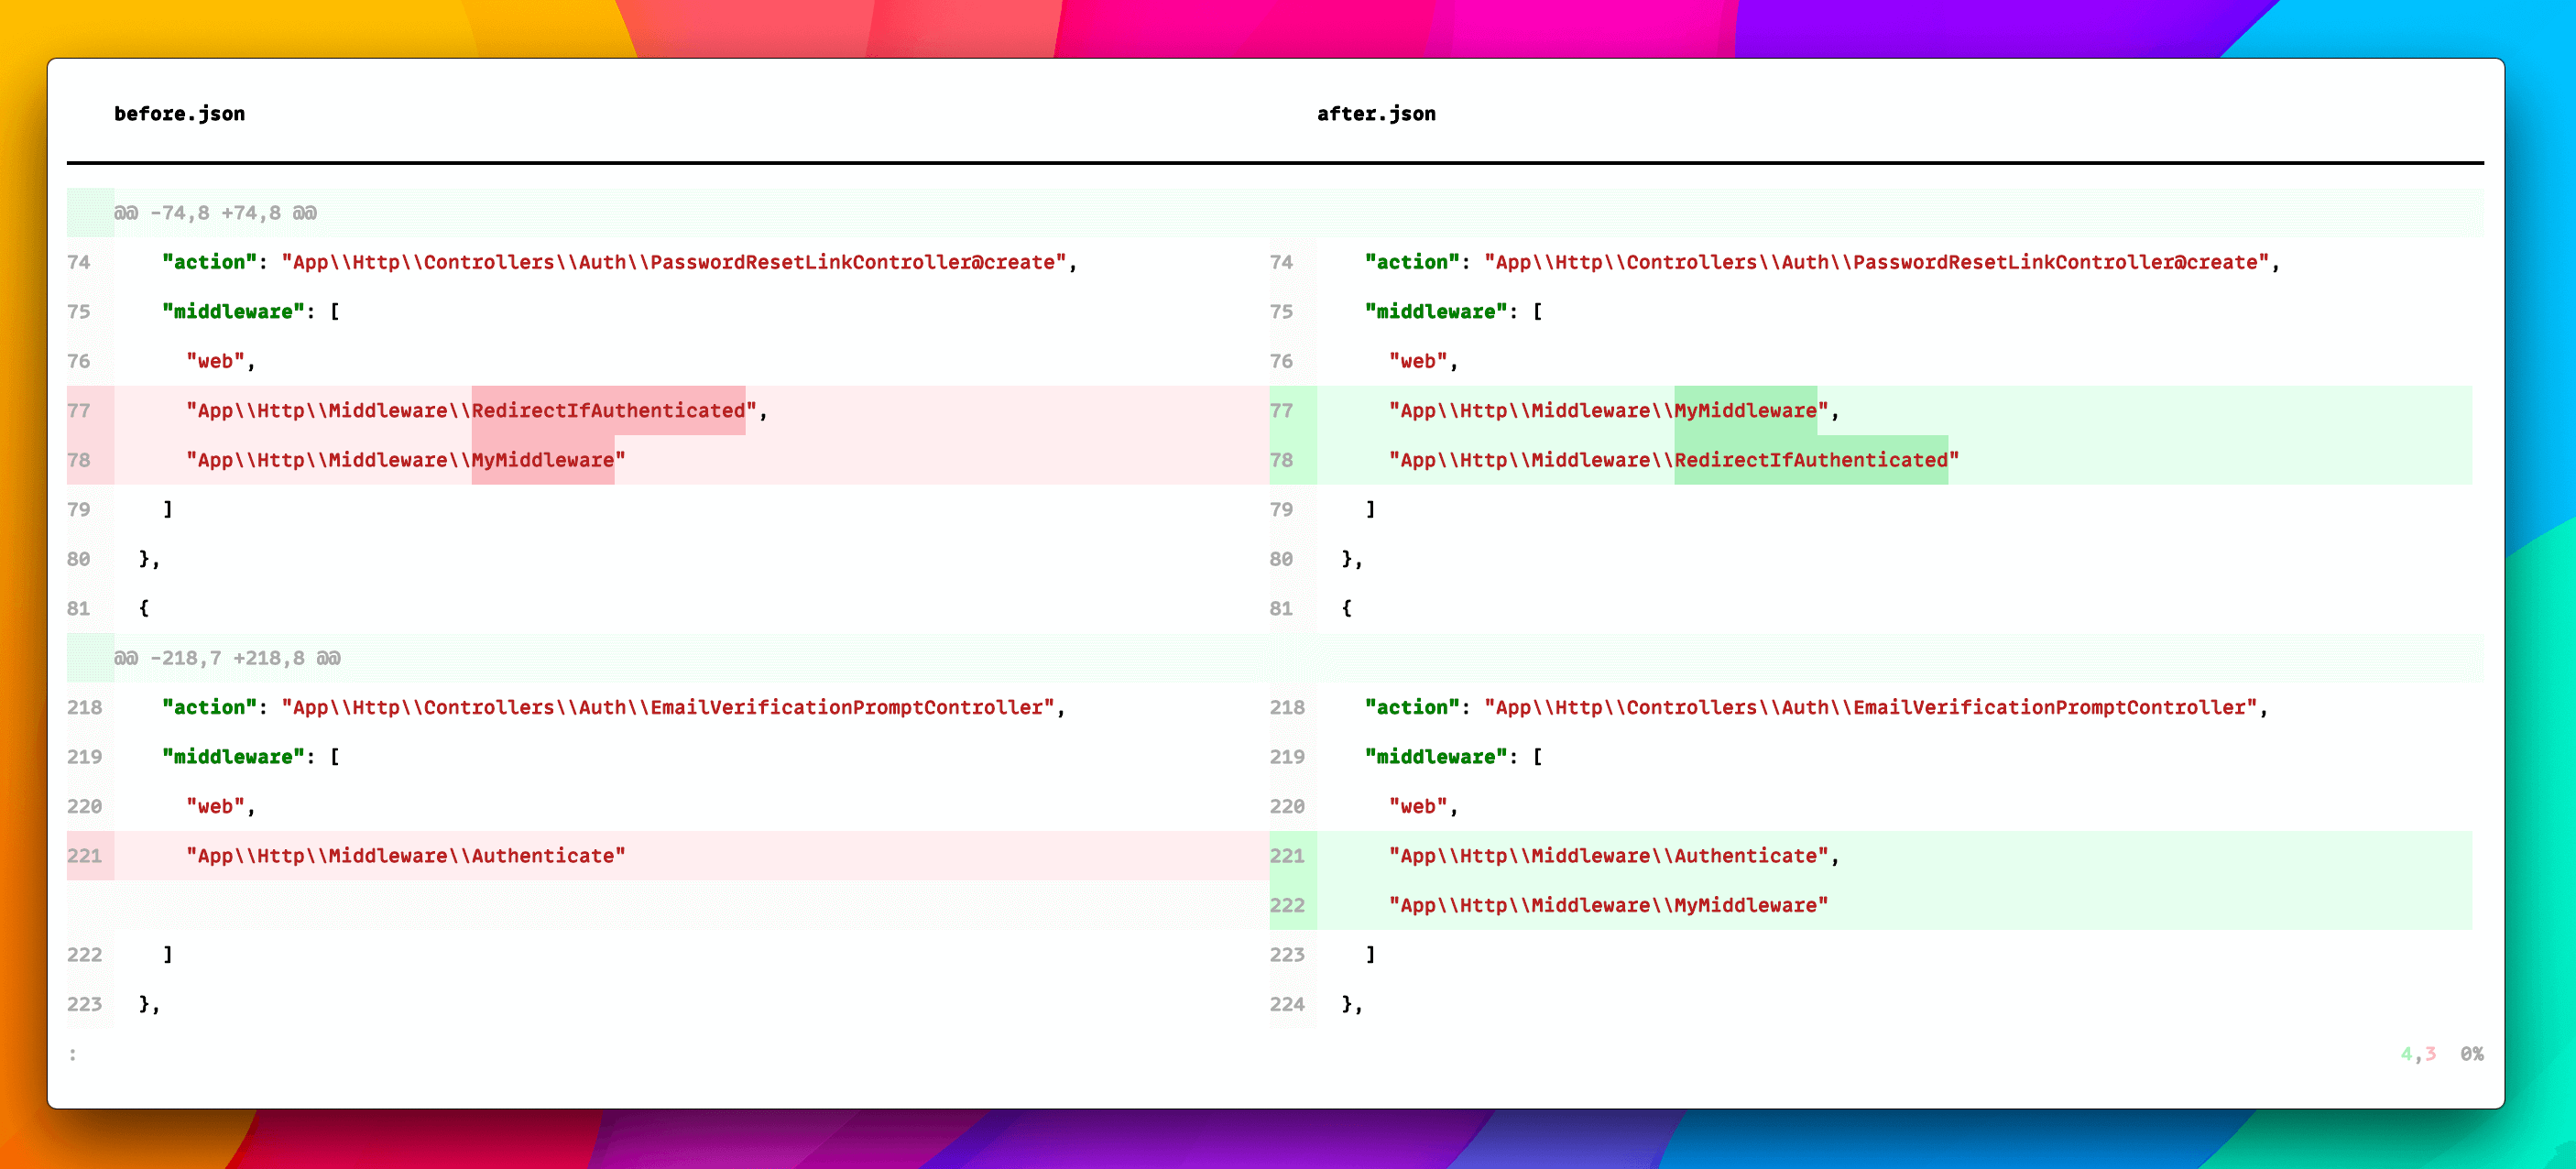 before.json after.json
@@ -74,8 +74,8 @@
74 "action": "App\\Http\\Controllers\\Auth\\PasswordResetLinkController@create", 74 "action": "App\\Http\\Controllers\\Auth\\PasswordResetLinkController@create",
75 "middleware": [ 75 "middleware": [
76 "web", 76 "web",
77 "App\\Http\\Middleware\\RedirectIfAuthenticated", 77 "App\\Http\\Middleware\\MyMiddleware",
78 "App\\Http\\Middleware\\MyMiddleware" 78 "App\\Http\\Middleware\\RedirectIfAuthenticated"
79 ] 79 ]
80 }, 80 },
81 { 81 {
@@ -218,7 +218,8 @@
218 "action": "App\\Http\\Controllers\\Auth\\EmailVerificationPromptController", 218 "action": "App\\Http\\Controllers\\Auth\\EmailVerificationPromptController",
219 "middleware": [ 219 "middleware": [
220 "web", 220 "web",
221 "App\\Http\\Middleware\\Authenticate" 221 "App\\Http\\Middleware\\Authenticate",
222 "App\\Http\\Middleware\\MyMiddleware"
222 ] 223 ]
223 }, 224 },
: 4,3 0%